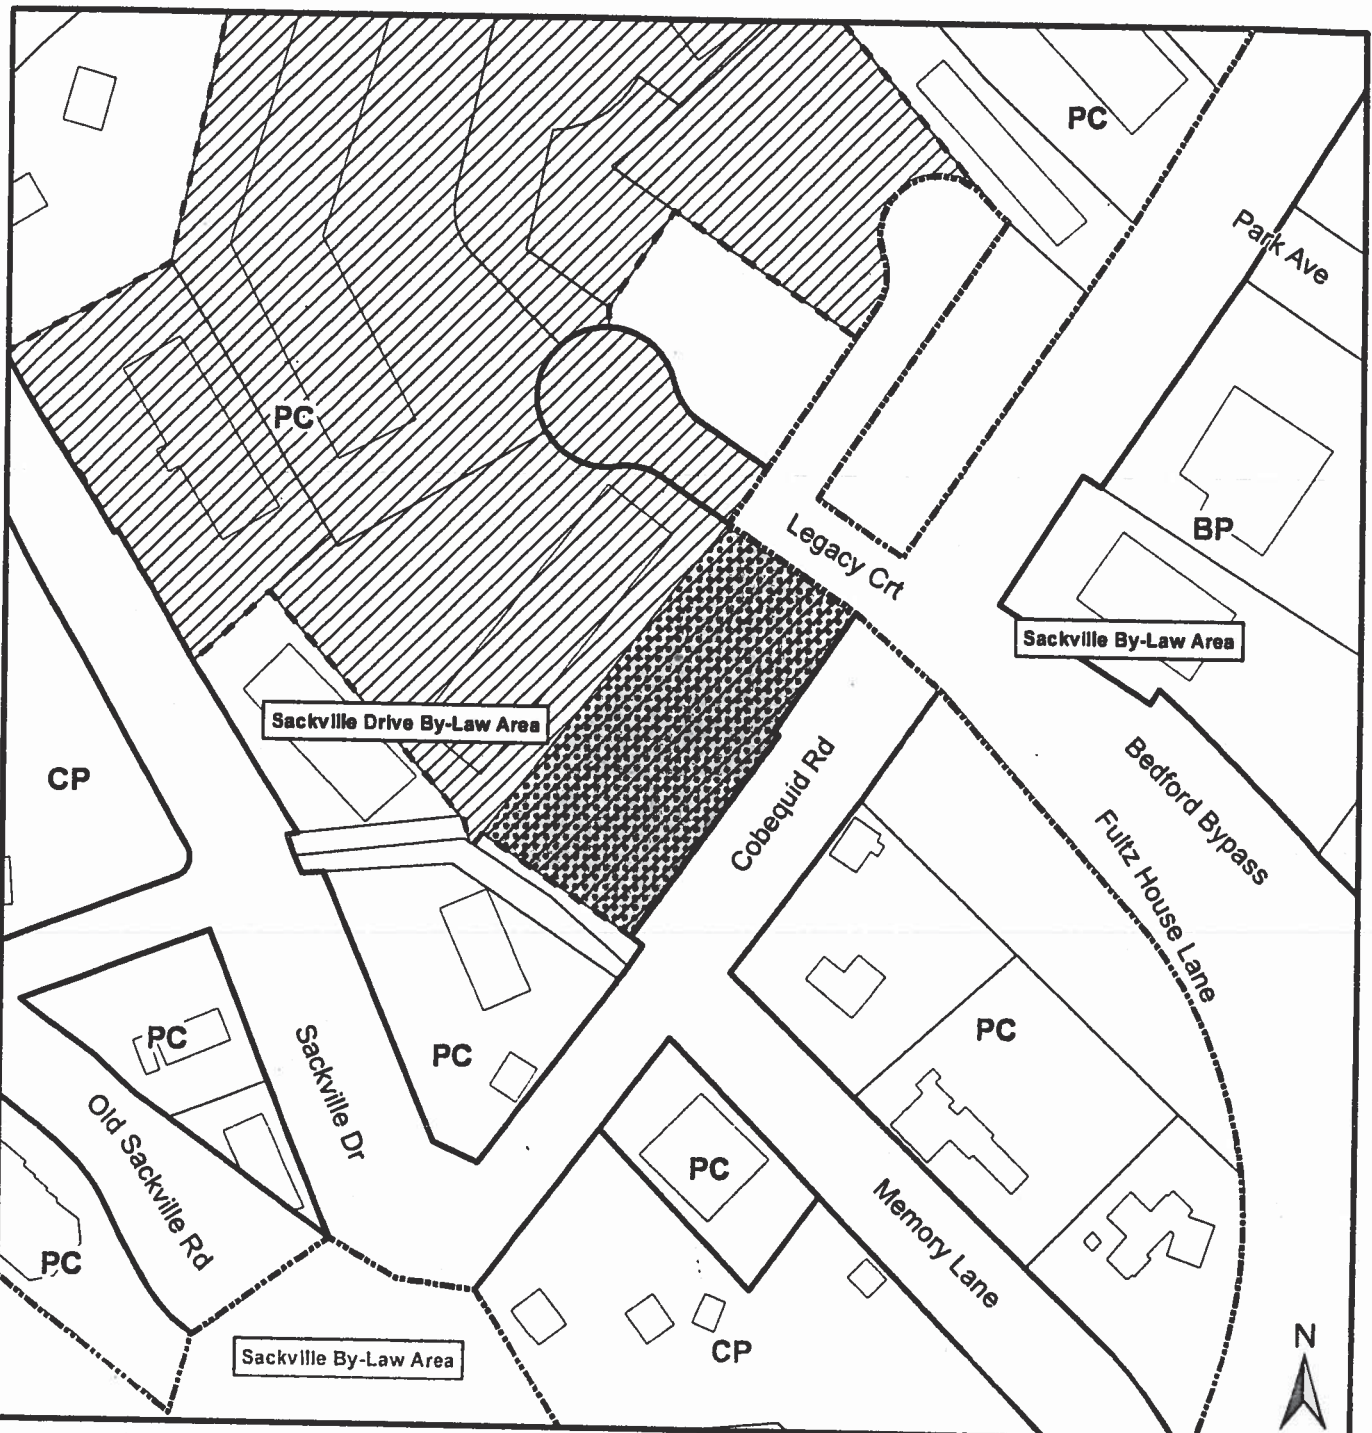 PC
Park Ave
PC
BP
Legacy Crt
Sackville By-Law Area
Sackville Drive By-Law Area
CP
Cobequid Rd
Bedford Bypass
Fultz House Lane
PC
PC
PC
Sackville Dr
Old Sackville Rd
PC
Memory Lane
PC
Sackville By-Law Area
CP
N